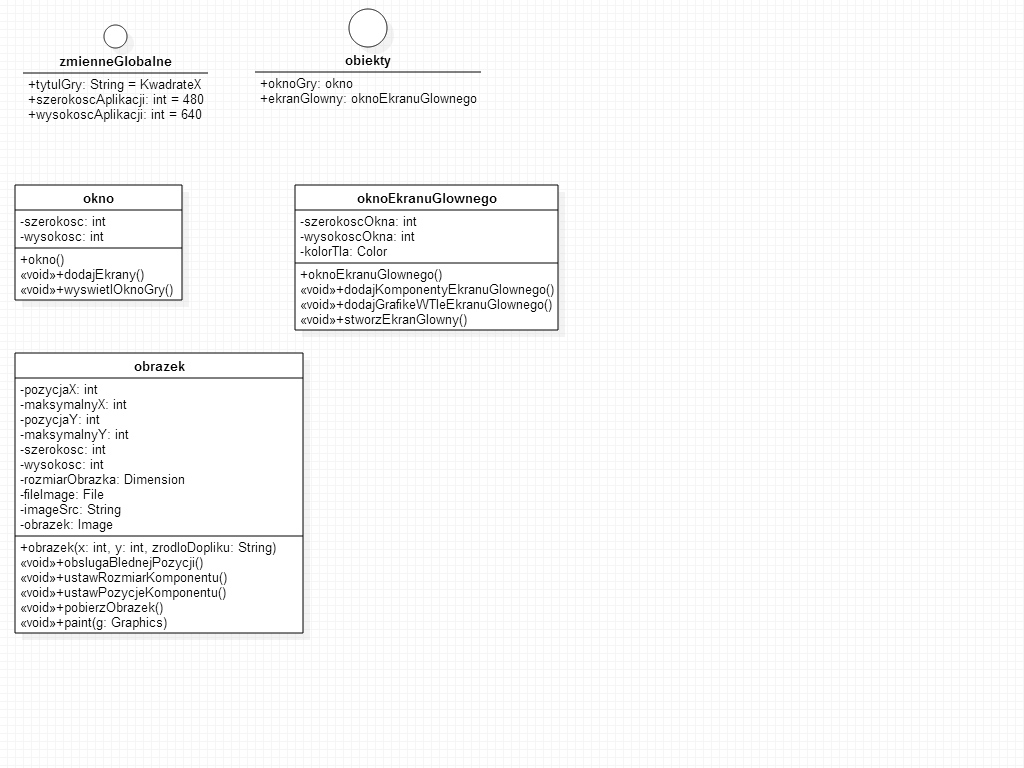 zmienneGlobalne
+tytulGry: String = KwadrateX
+szerokoscAplikacji: int = 480
+wysokoscAplikacji: int = 640
obiekty
+oknoGry: okno
+ekranGlowny: oknoEkranuGlownego
okno
-szerokosc: int
-wysokosc: int
+okno()
«void»+dodajEkrany()
«void»+wyswietlOknoGry()
oknoEkranuGlownego
-szerokoscOkna: int
-wysokoscOkna: int
-kolorTla: Color
+oknoEkranuGlownego()
«void»+dodajKomponentyEkranuGlownego()
«void»+dodajGrafikeWTleEkranuGlownego()
«void»+stworzEkranGlowny()
obrazek
-pozycjaX: int
-maksymalnyX: int
-pozycjaY: int
-maksymalnyY: int
-szerokosc: int
-wysokosc: int
-rozmiarObrazka: Dimension
-fileImage: File
-imageSrc: String
-obrazek: Image
+obrazek(x: int, y: int, zrodloDopliku: String)
«void»+obslugaBlednejPozycji()
«void»+ustawRozmiarKomponentu()
«void»+ustawPozycjeKomponentu()
«void»+pobierzObrazek()
«void»+paint(g: Graphics)